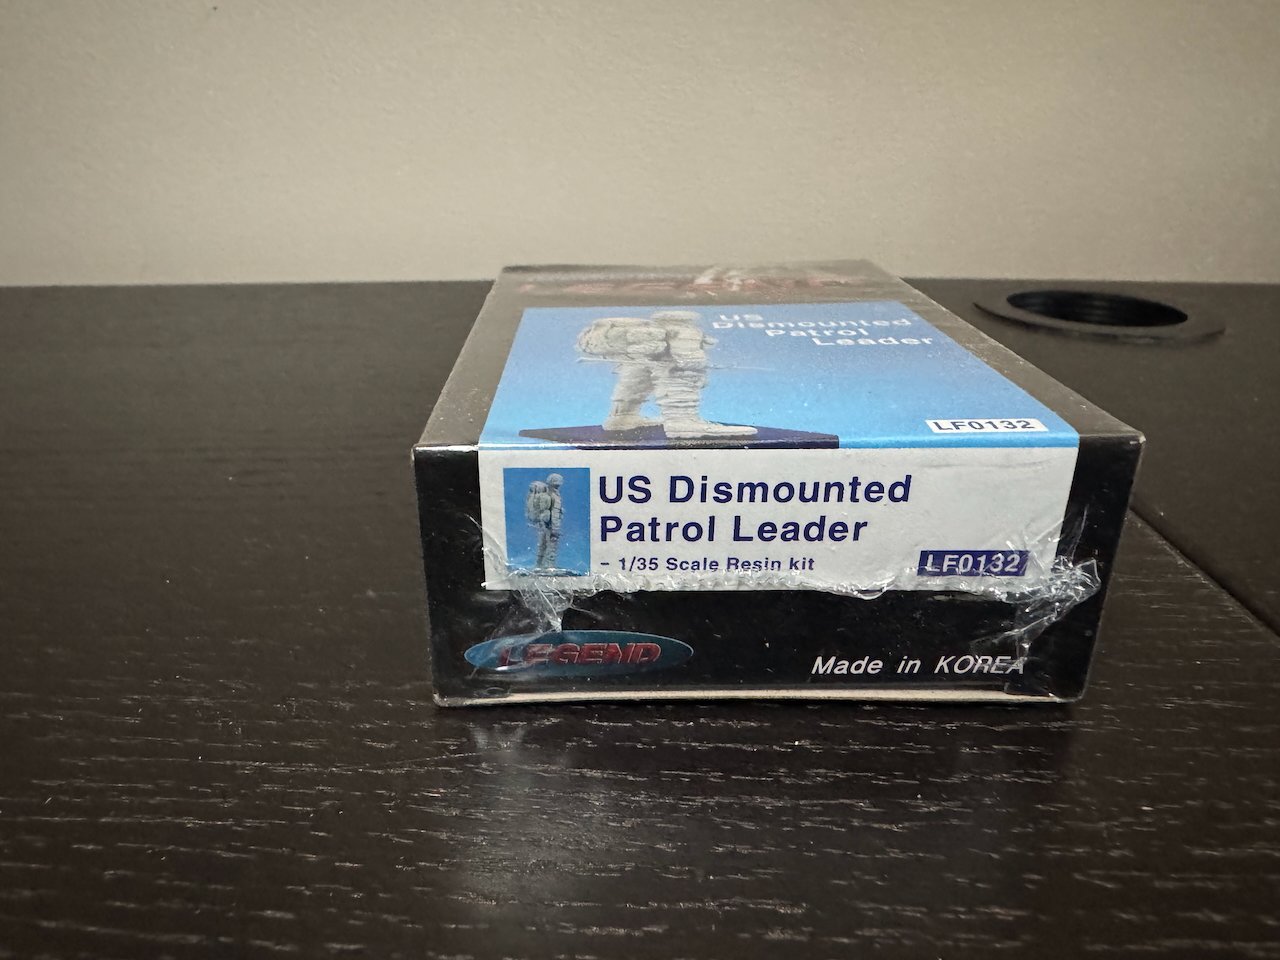 LEGEND
US
Dismounted
Patrol
Leader
LF0132
US Dismounted
Patrol Leader
- 1/35 Scale Resin kit
LF0132
LEGEND
Made in KOREA